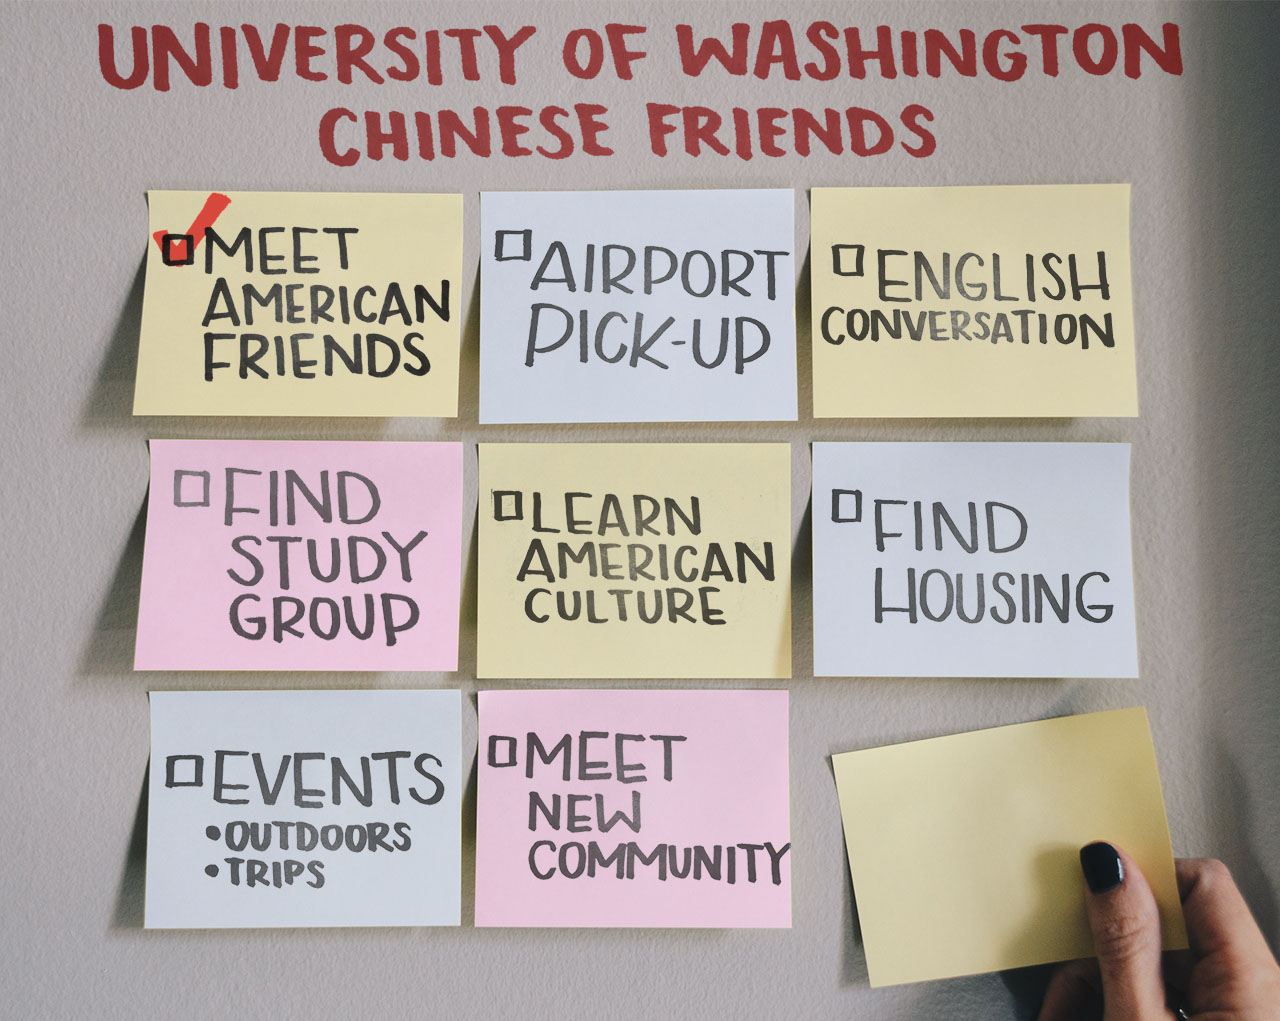 UNIVERSITY OF WASHINGTON
CHINESE FRIENDS
MEET
AMERICAN
FRIENDS
AIRPORT
PICK-UP
ENGLISH
CONVERSATION
FIND
STUDY
GROUP
LEARN
AMERICAN
CULTURE
FIND
HOUSING
EVENTS
•OUTDOORS
•TRIPS
MEET
NEW
COMMUNITY